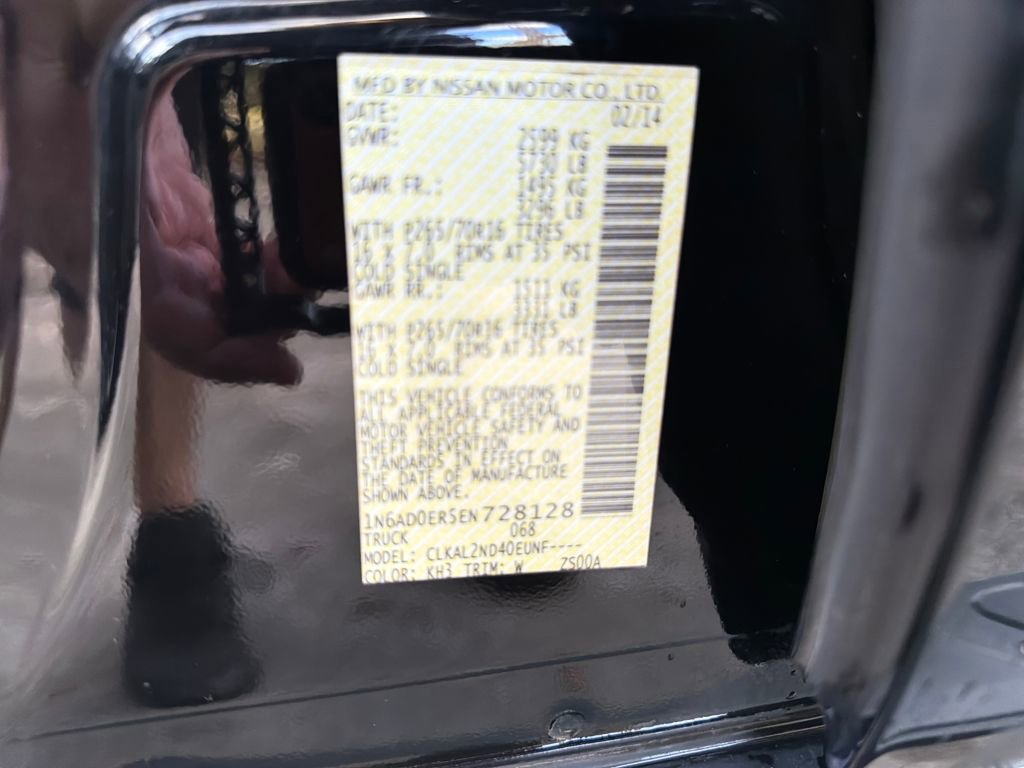 MFD BY NISSAN MOTOR CO., LTD.
DATE: 02/14
GVWR: 2599 KG
5730 LB
GAWR FR.: 1495 KG
3296 LB
WITH P265/70R16 TIRES
16 X 7.0, RIMS AT 35 PSI
COLD SINGLE
GAWR RR.: 1511 KG
3331 LB
WITH P265/70R16 TIRES
16 X 7.0, RIMS AT 35 PSI
COLD SINGLE
THIS VEHICLE CONFORMS TO
ALL APPLICABLE FEDERAL
MOTOR VEHICLE SAFETY AND
THEFT PREVENTION
STANDARDS IN EFFECT ON
THE DATE OF MANUFACTURE
SHOWN ABOVE.
1N6AD0ER5EN728128
TRUCK 068
MODEL: CLKAL2ND40EUNF----
COLOR: KH3 TRIM: W ZS00A